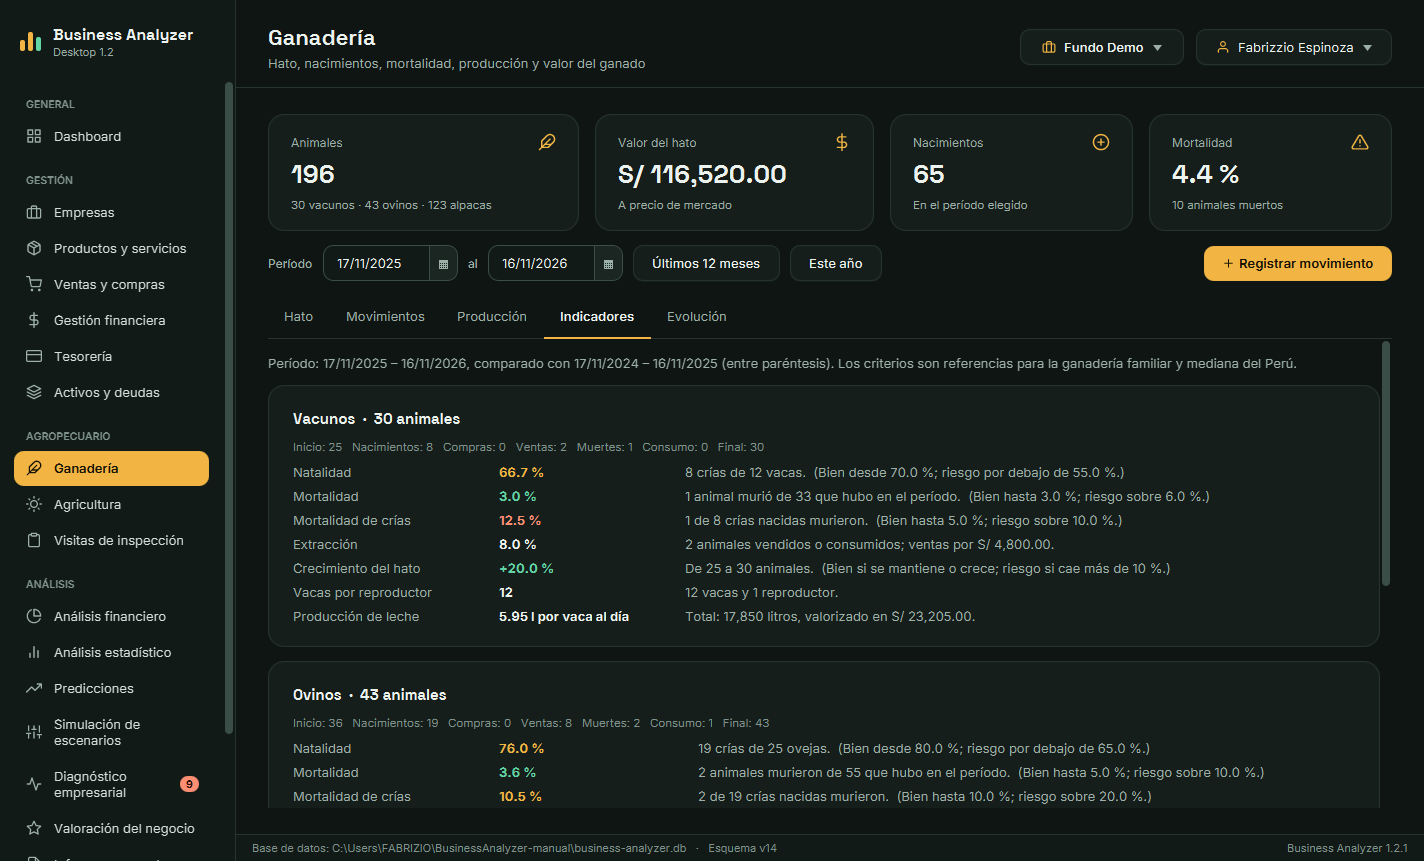 Business Analyzer
Desktop 1.2
GENERAL
Dashboard
GESTIÓN
Empresas
Productos y servicios
Ventas y compras
Gestión financiera
Tesorería
Activos y deudas
AGROPECUARIO
Ganadería
Agricultura
Visitas de inspección
ANÁLISIS
Análisis financiero
Análisis estadístico
Predicciones
Simulación de
escenarios
Diagnóstico
empresarial
9
Valoración del negocio
Ganadería
Hato, nacimientos, mortalidad, producción y valor del ganado
Fundo Demo
Fabrizzio Espinoza
Animales
196
30 vacunos · 43 ovinos · 123 alpacas
Valor del hato
S/ 116,520.00
A precio de mercado
Nacimientos
65
En el período elegido
Mortalidad
4.4 %
10 animales muertos
Período 17/11/2025 al 16/11/2026 Últimos 12 meses Este año + Registrar movimiento
Hato Movimientos Producción Indicadores Evolución
Período: 17/11/2025 – 16/11/2026, comparado con 17/11/2024 – 16/11/2025 (entre paréntesis). Los criterios son referencias para la ganadería familiar y mediana del Perú.
Vacunos · 30 animales
Inicio: 25 Nacimientos: 8 Compras: 0 Ventas: 2 Muertes: 1 Consumo: 0 Final: 30
Natalidad 66.7 % 8 crías de 12 vacas. (Bien desde 70.0 %; riesgo por debajo de 55.0 %.)
Mortalidad 3.0 % 1 animal murió de 33 que hubo en el período. (Bien hasta 3.0 %; riesgo sobre 6.0 %.)
Mortalidad de crías 12.5 % 1 de 8 crías nacidas murieron. (Bien hasta 5.0 %; riesgo sobre 10.0 %.)
Extracción 8.0 % 2 animales vendidos o consumidos; ventas por S/ 4,800.00.
Crecimiento del hato +20.0 % De 25 a 30 animales. (Bien si se mantiene o crece; riesgo si cae más de 10 %.)
Vacas por reproductor 12 12 vacas y 1 reproductor.
Producción de leche 5.95 l por vaca al día Total: 17,850 litros, valorizado en S/ 23,205.00.
Ovinos · 43 animales
Inicio: 36 Nacimientos: 19 Compras: 0 Ventas: 8 Muertes: 2 Consumo: 1 Final: 43
Natalidad 76.0 % 19 crías de 25 ovejas. (Bien desde 80.0 %; riesgo por debajo de 65.0 %.)
Mortalidad 3.6 % 2 animales murieron de 55 que hubo en el período. (Bien hasta 5.0 %; riesgo sobre 10.0 %.)
Mortalidad de crías 10.5 % 2 de 19 crías nacidas murieron. (Bien hasta 10.0 %; riesgo sobre 20.0 %.)
Base de datos: C:\Users\FABRIZIO\BusinessAnalyzer-manual\business-analyzer.db · Esquema v14
Business Analyzer 1.2.1